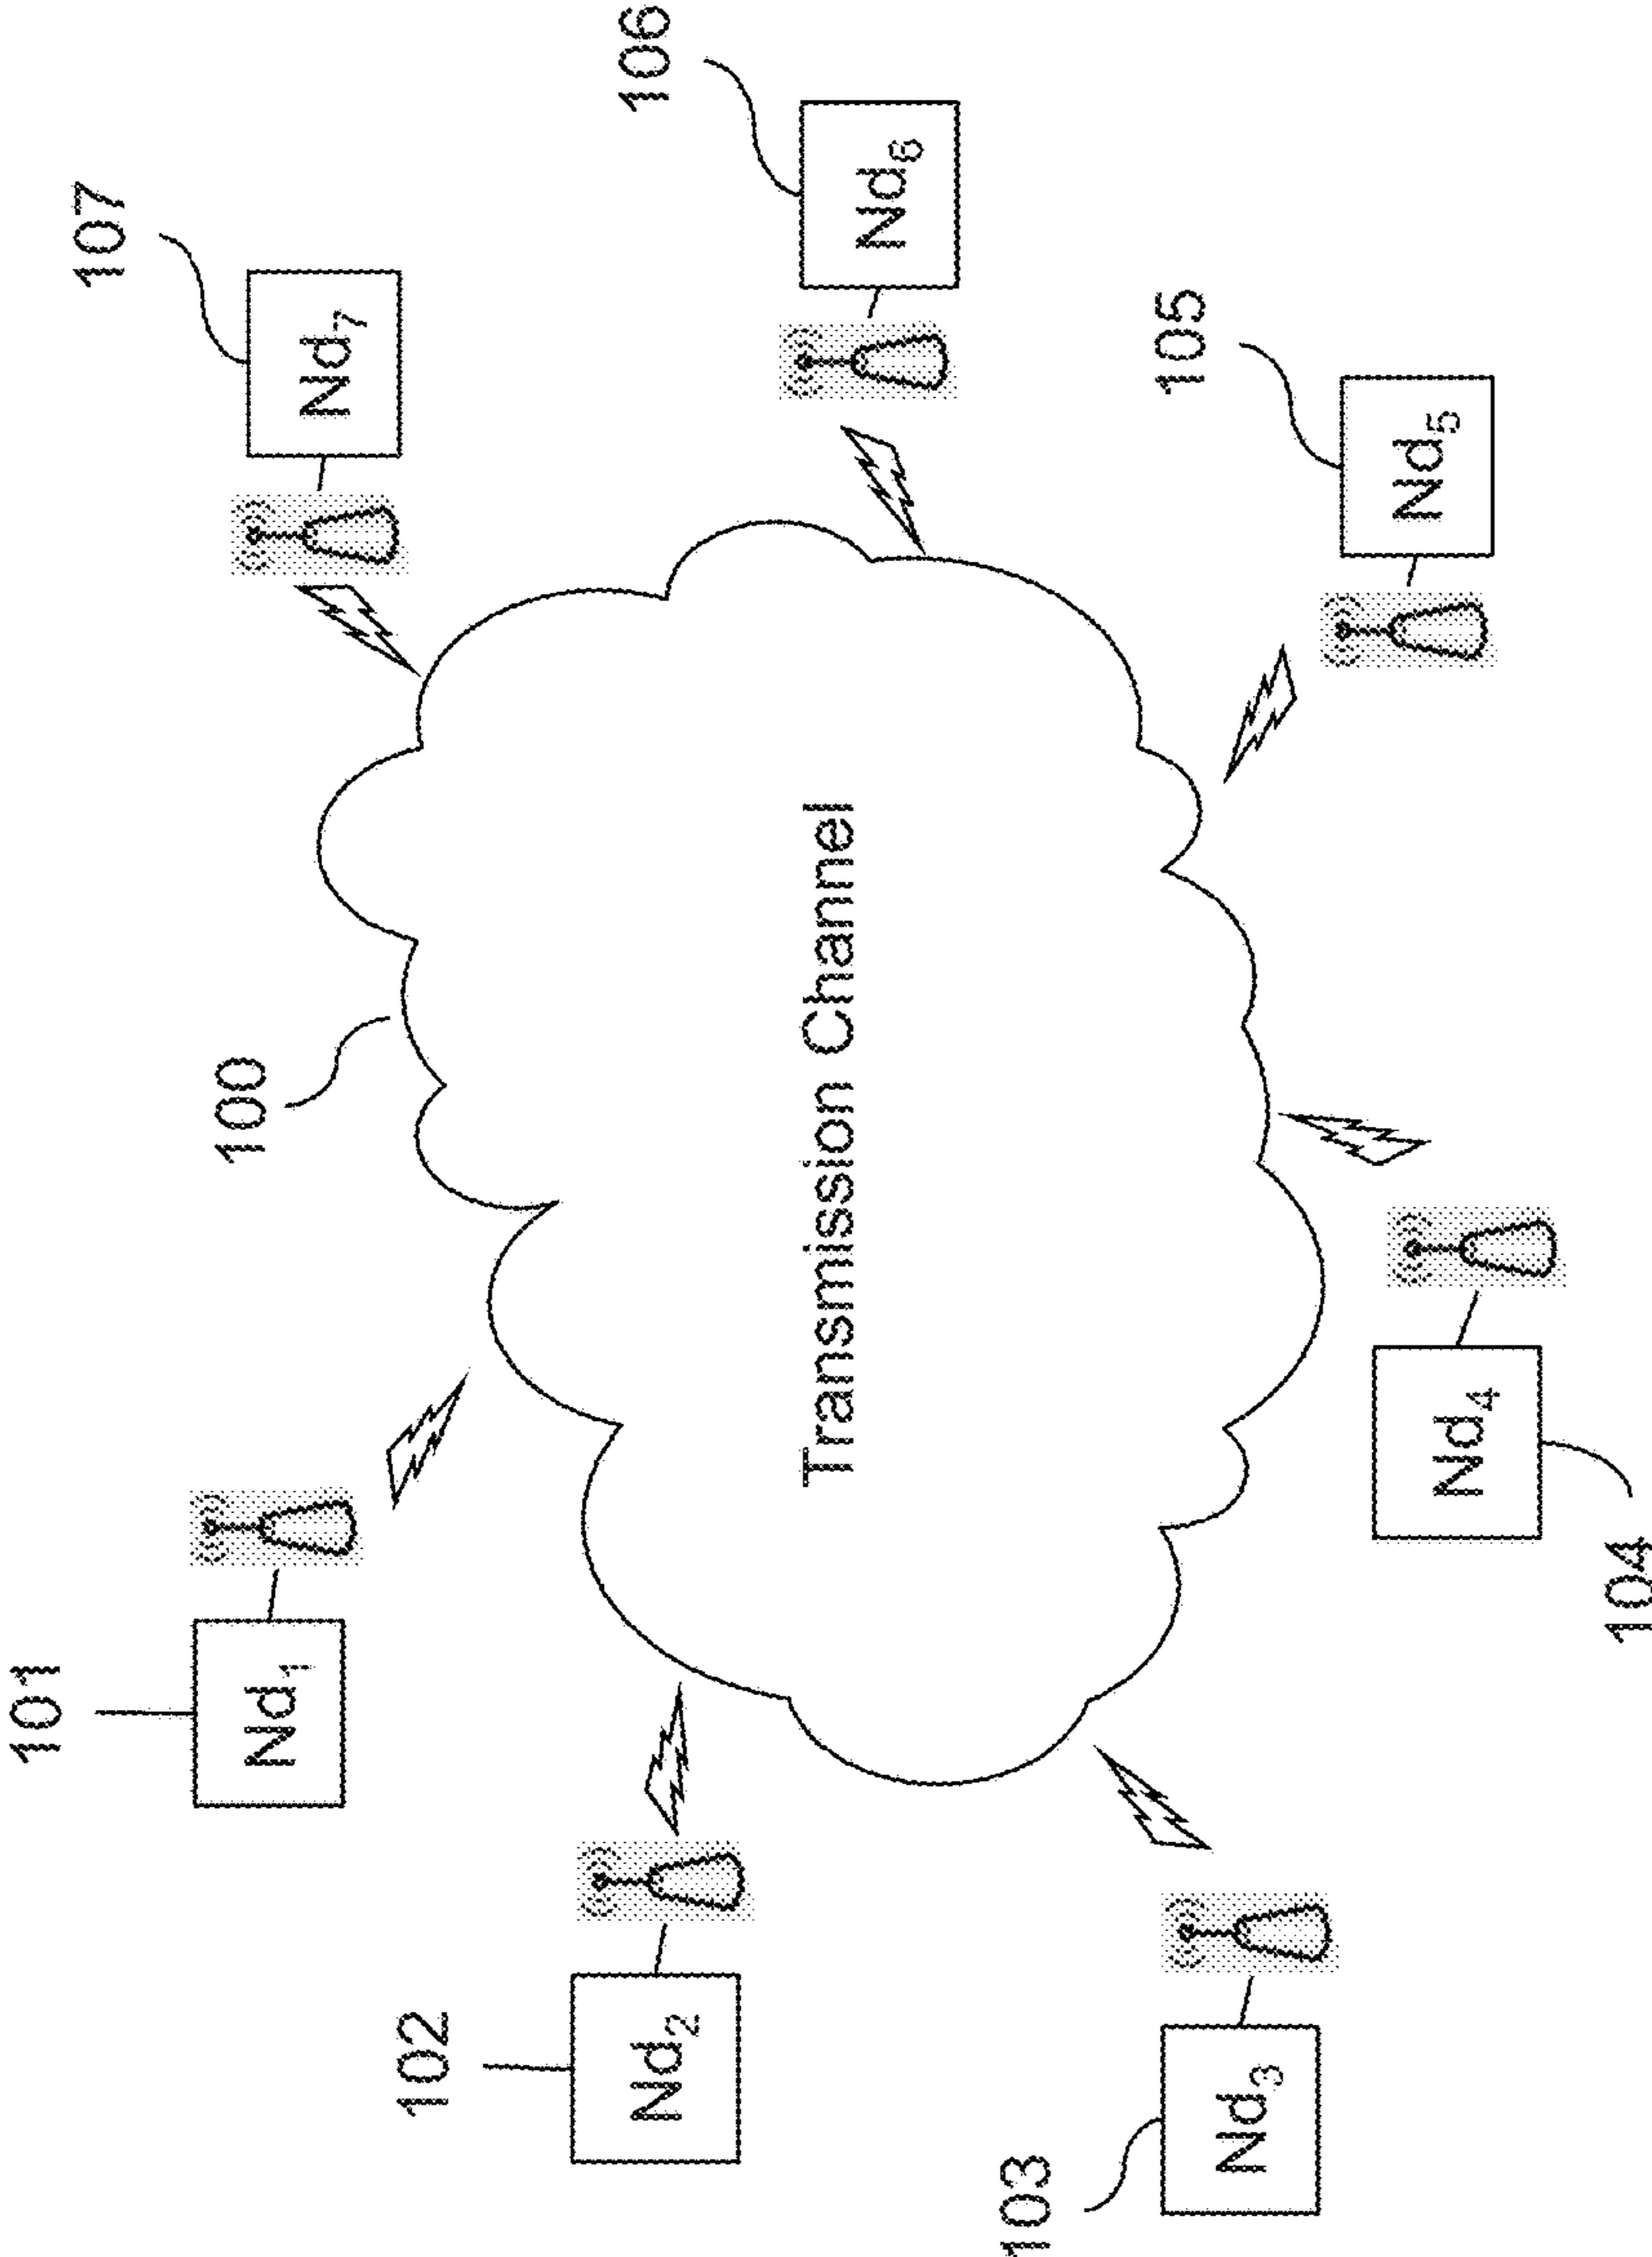 101
107
100
Nd₁
Nd₇
102
106
Nd₂
Transmission Channel
Nd₆
103
105
Nd₃
Nd₅
Nd₄
104